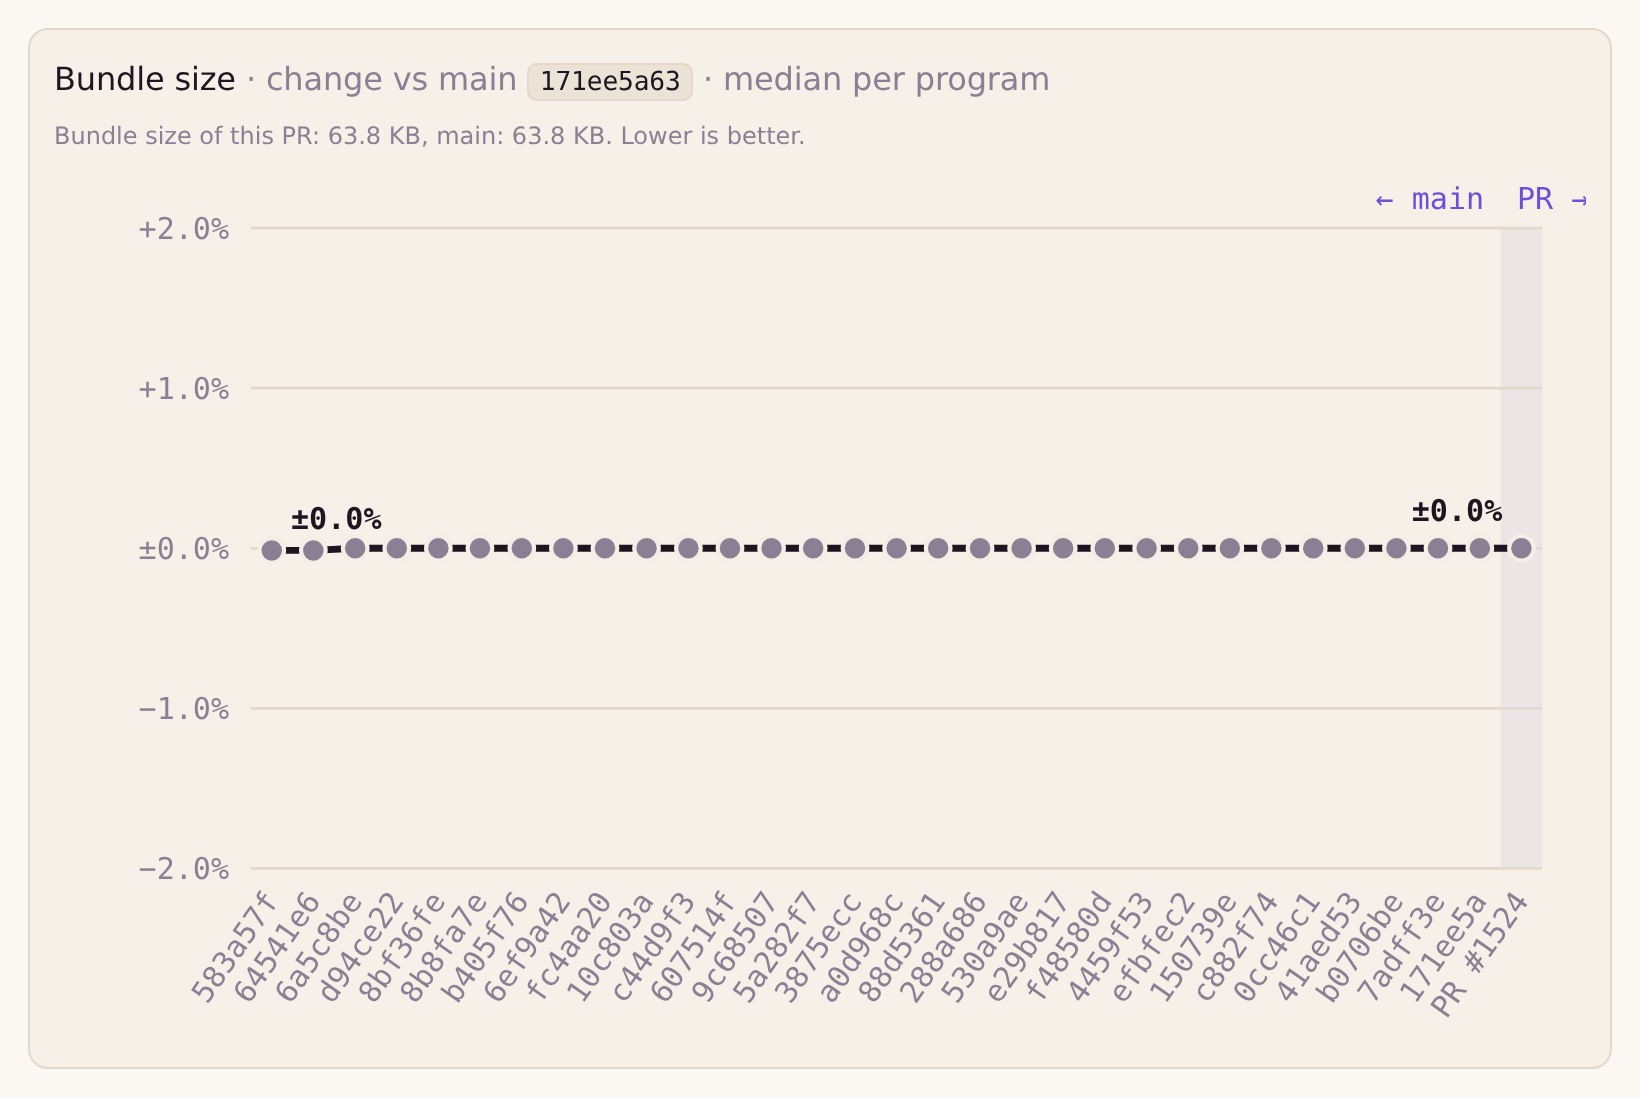 Bundle size · change vs main 171ee5a63 · median per program
Bundle size of this PR: 63.8 KB, main: 63.8 KB. Lower is better.
← main PR →
+2.0%
+1.0%
±0.0%
±0.0%
±0.0%
−1.0%
−2.0%
583a57f
64541e6
6a5c8be
d94ce22
8bf36fe
8b8fa7e
b405f76
6ef9a42
fc4aa20
10c803a
c44d9f3
607514f
9c68507
5a282f7
3875ecc
a0d968c
88d5361
288a686
530a9ae
e29b817
f48580d
4459f53
efbfec2
150739e
c882f74
0cc46c1
41aed53
b0706be
7adff3e
171ee5a
PR #1524